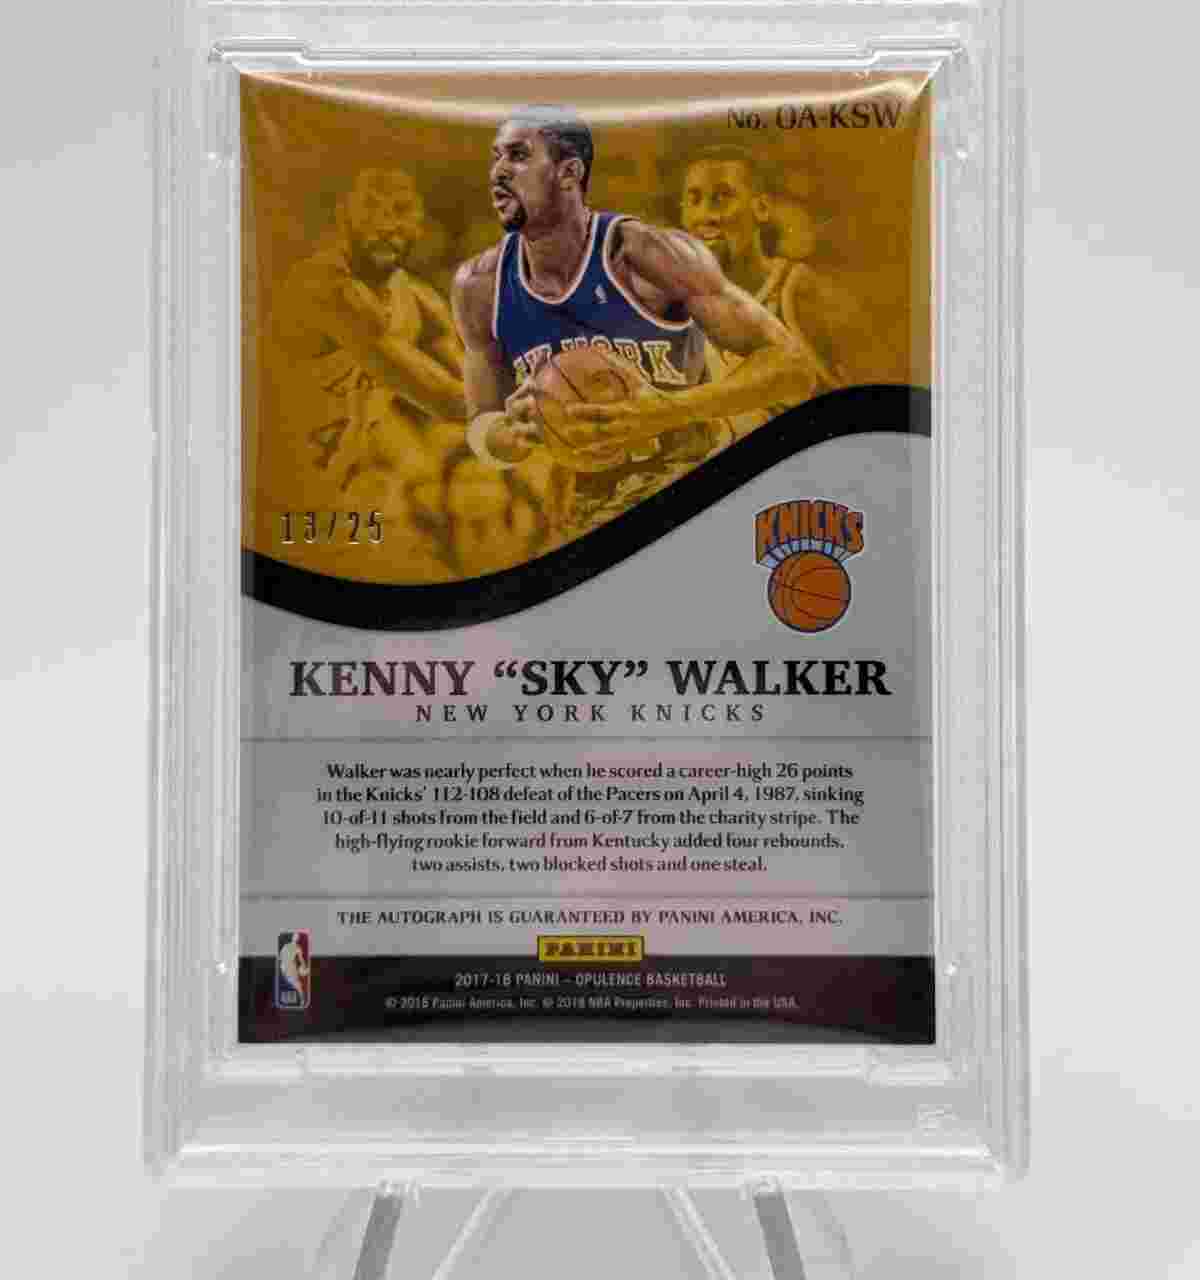 No. OA-KSW
13/25
KNICKS
KENNY “SKY” WALKER
NEW YORK KNICKS
Walker was nearly perfect when he scored a career-high 26 points
in the Knicks' 112-108 defeat of the Pacers on April 4, 1987, sinking
10-of-11 shots from the field and 6-of-7 from the charity stripe. The
high-flying rookie forward from Kentucky added four rebounds,
two assists, two blocked shots and one steal.
THE AUTOGRAPH IS GUARANTEED BY PANINI AMERICA, INC.
PANINI
2017-18 PANINI – OPULENCE BASKETBALL
© 2018 Panini America, Inc. © 2018 NBA Properties, Inc. Printed in the USA.